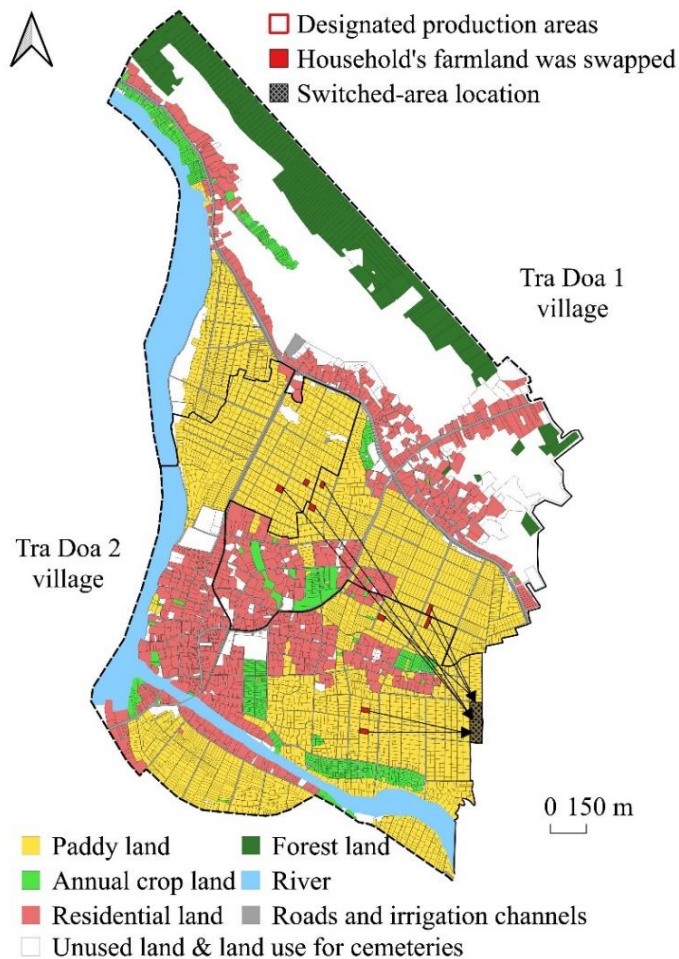 Designated production areas
Household's farmland was swapped
Switched-area location
Tra Doa 1
village
Tra Doa 2
village
0 150 m
Paddy land
Forest land
Annual crop land
River
Residential land
Roads and irrigation channels
Unused land & land use for cemeteries